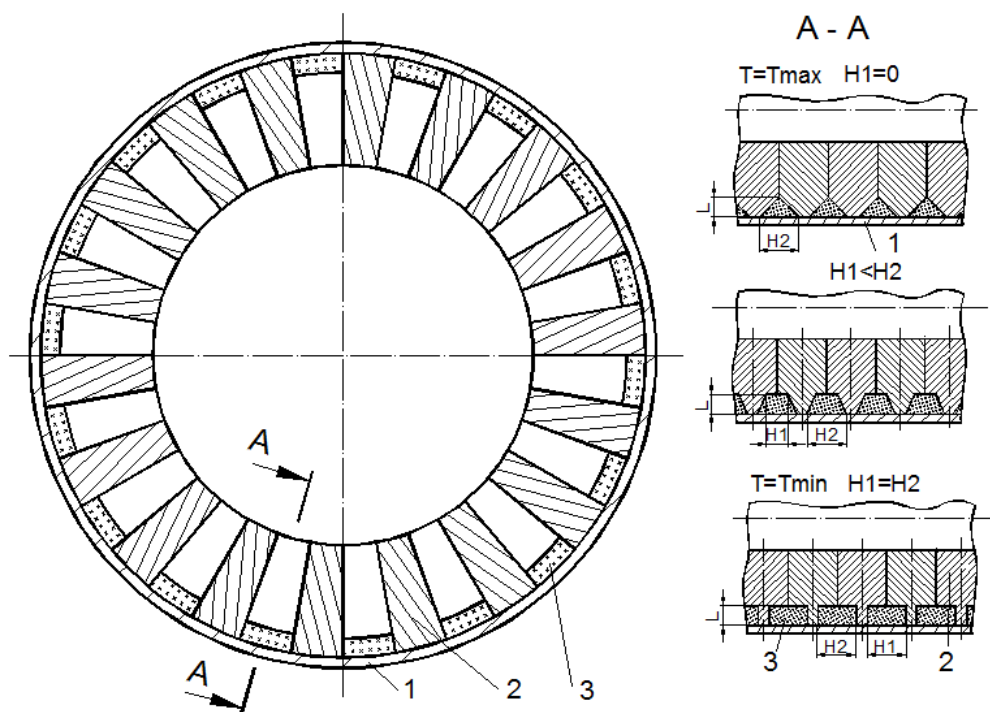 A - A
T=Tmax H1=0
L
H2
1
H1<H2
L
H1 H2
T=Tmin H1=H2
L
H2 H1
3 2
A
A
1 2 3